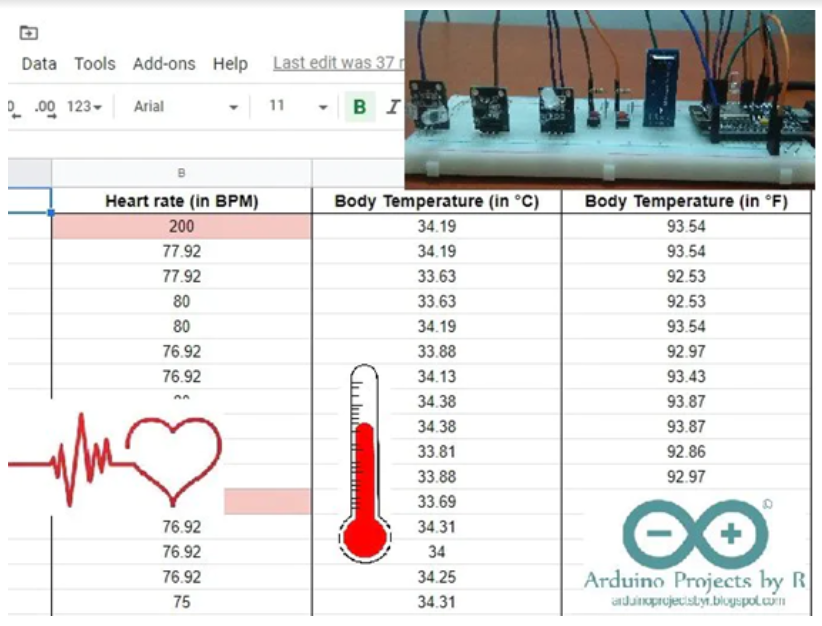 Data Tools Add-ons Help Last edit was 37
.00 123 Arial 11 B I
B
Heart rate (in BPM) Body Temperature (in °C) Body Temperature (in °F)
200 34.19 93.54
77.92 34.19 93.54
77.92 33.63 92.53
80 33.63 92.53
80 34.19 93.54
76.92 33.88 92.97
76.92 34.13 93.43
34.38 93.87
34.38 93.87
33.81 92.86
33.88 92.97
33.69
76.92 34.31
76.92 34
76.92 34.25
75 34.31
Arduino Projects by R
arduinoprojectsbyr.blogspot.com